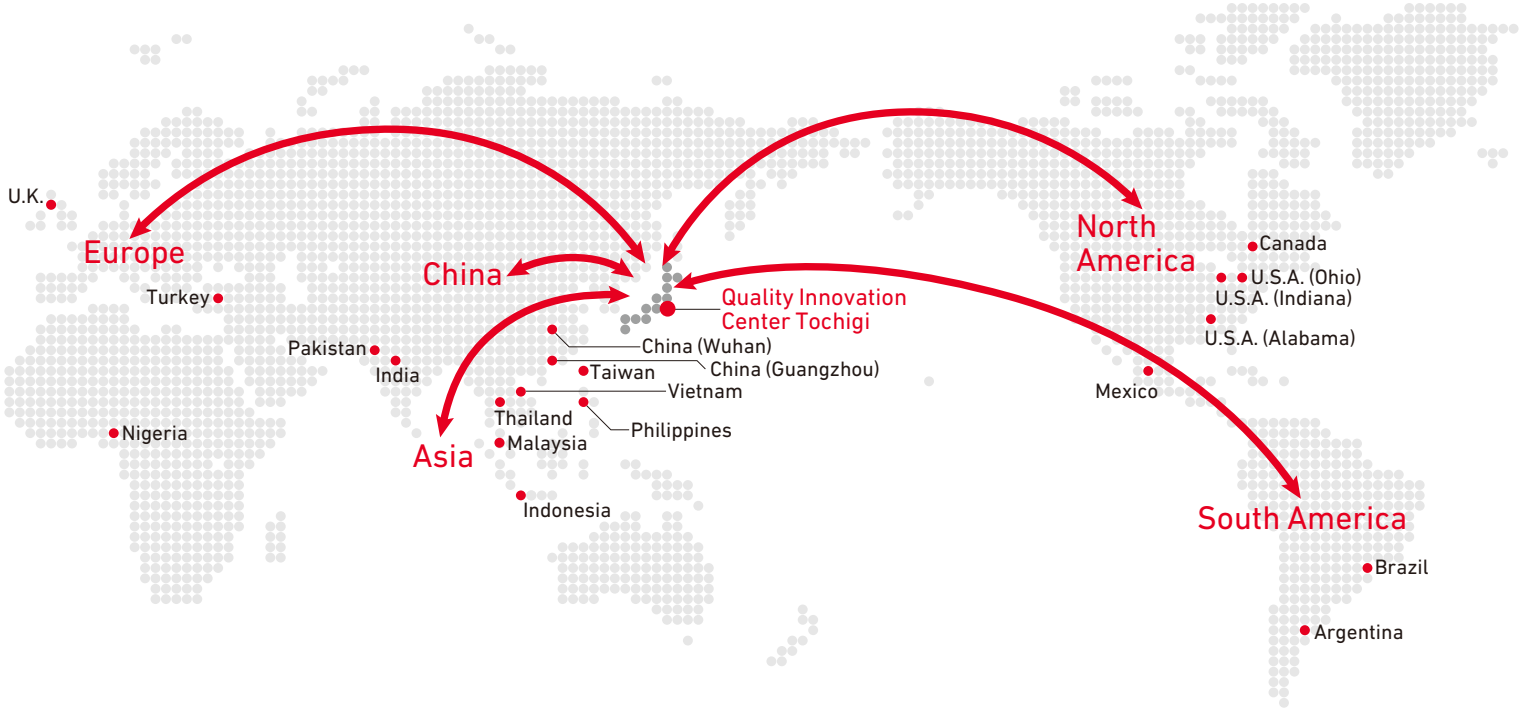 U.K.
Europe
Turkey
China
North
America
Canada
U.S.A. (Ohio)
U.S.A. (Indiana)
U.S.A. (Alabama)
Quality Innovation
Center Tochigi
China (Wuhan)
China (Guangzhou)
Pakistan
India
Taiwan
Vietnam
Mexico
Thailand
Philippines
Nigeria
Malaysia
Asia
Indonesia
South America
Brazil
Argentina